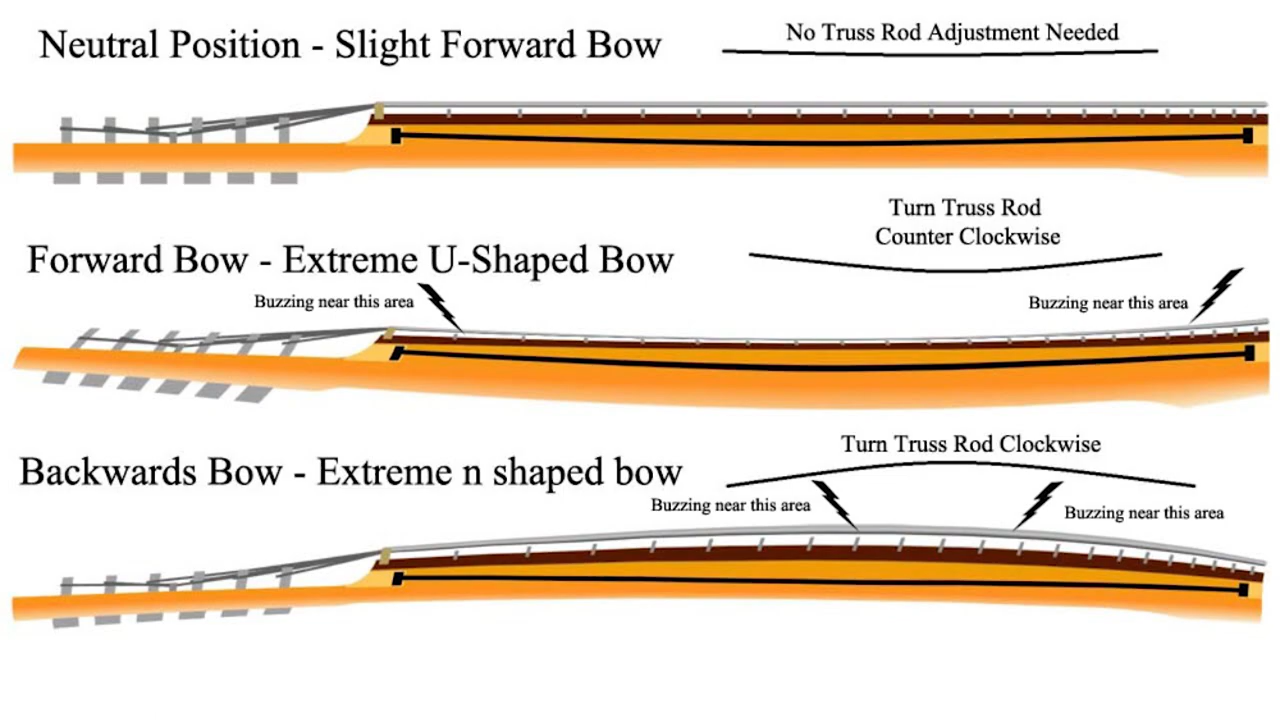 Neutral Position - Slight Forward Bow
No Truss Rod Adjustment Needed
Turn Truss Rod
Counter Clockwise
Forward Bow - Extreme U-Shaped Bow
Buzzing near this area
Buzzing near this area
Turn Truss Rod Clockwise
Backwards Bow - Extreme n shaped bow
Buzzing near this area
Buzzing near this area